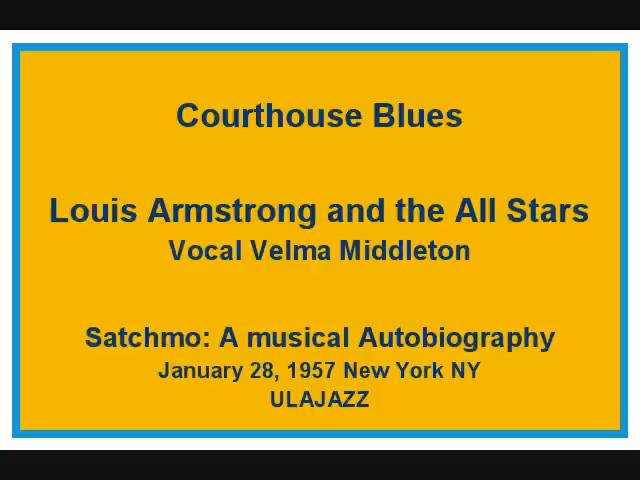 Courthouse Blues
Louis Armstrong and the All Stars
Vocal Velma Middleton
Satchmo: A musical Autobiography
January 28, 1957 New York NY
ULAJAZZ